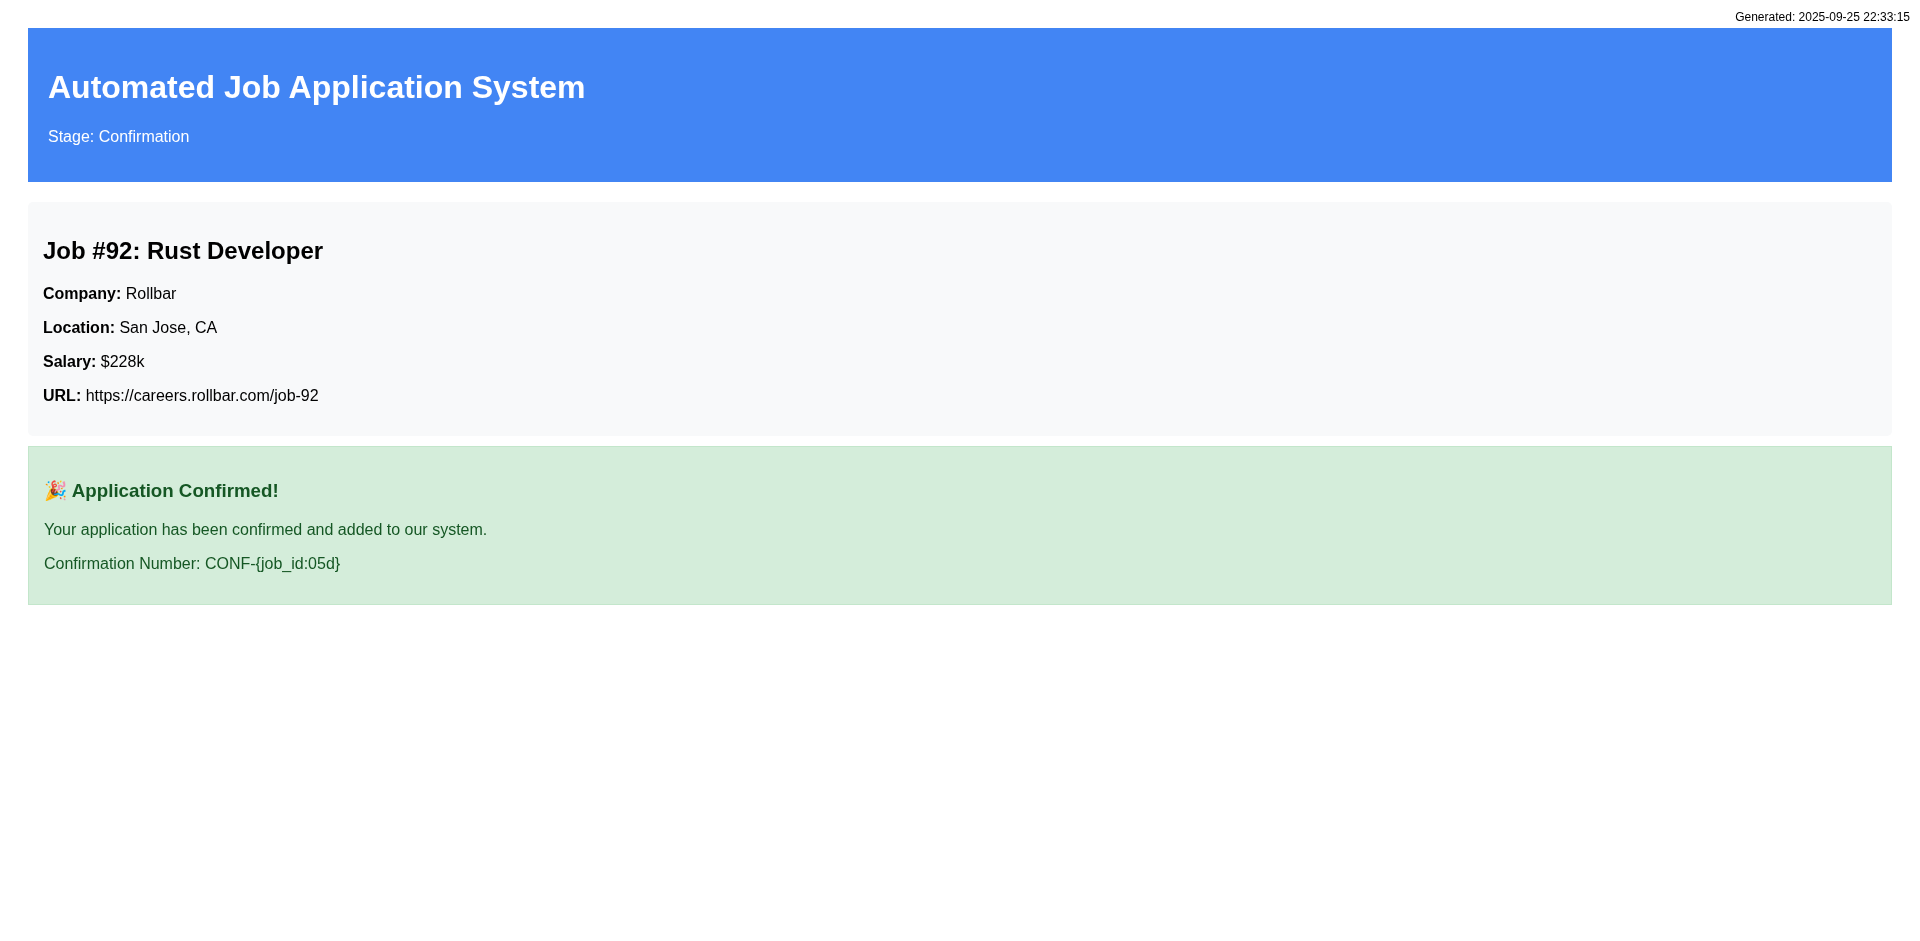 Generated: 2025-09-25 22:33:15
Automated Job Application System
Stage: Confirmation
Job #92: Rust Developer
Company: Rollbar
Location: San Jose, CA
Salary: $228k
URL: https://careers.rollbar.com/job-92
🎉 Application Confirmed!
Your application has been confirmed and added to our system.
Confirmation Number: CONF-{job_id:05d}